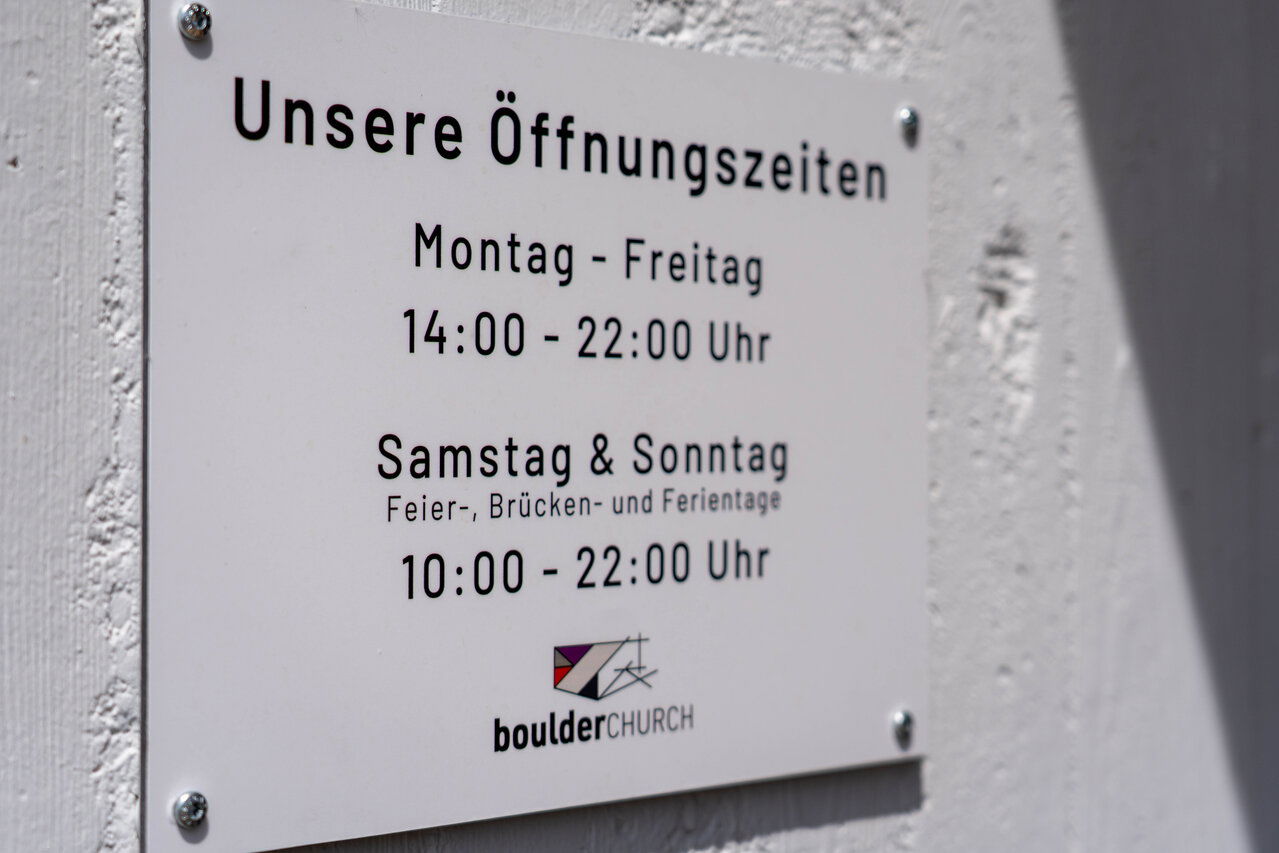 Unsere Öffnungszeiten
Montag - Freitag
14:00 - 22:00 Uhr
Samstag & Sonntag
Feier-, Brücken- und Ferientage
10:00 - 22:00 Uhr
boulderCHURCH